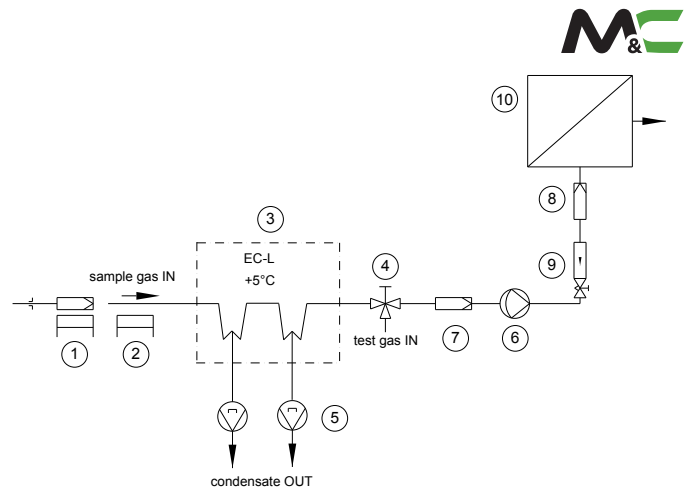 M&C
10
8
3
EC-L
+5°C
9
4
sample gas IN
test gas IN
1
2
7
6
5
condensate OUT